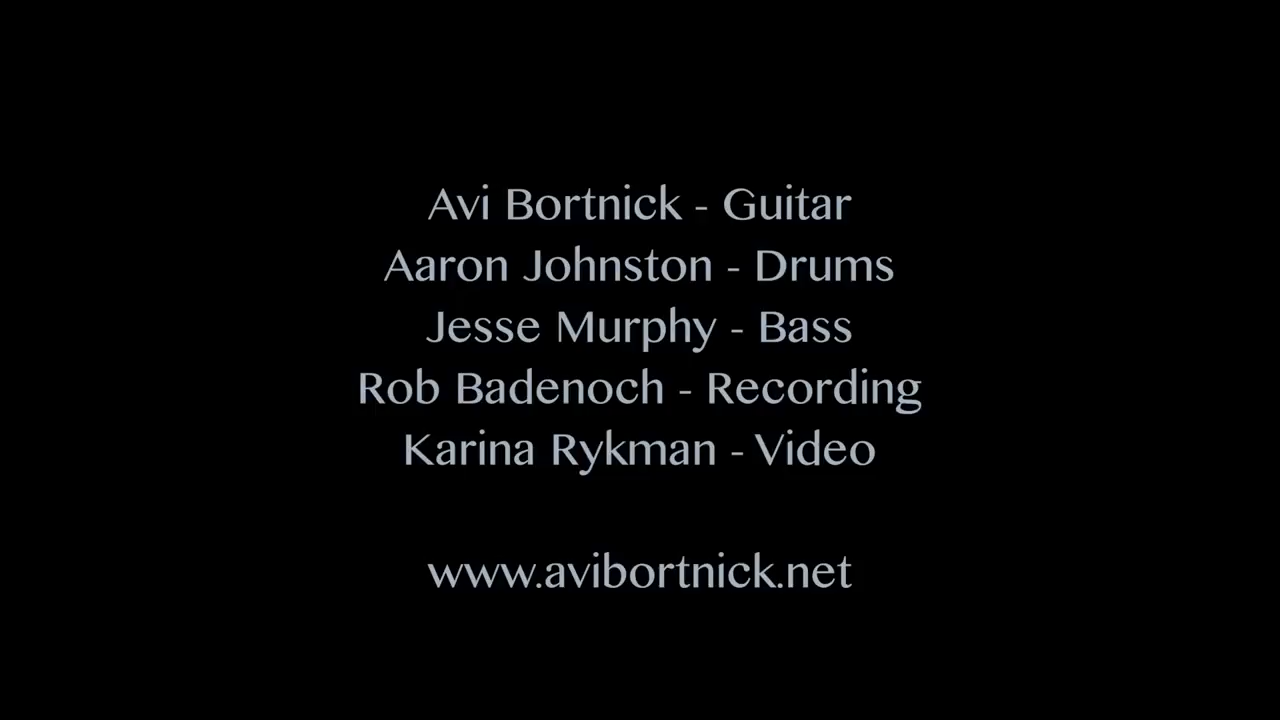 Avi Bortnick - Guitar
Aaron Johnston - Drums
Jesse Murphy - Bass
Rob Badenoch - Recording
Karina Rykman - Video
www.avibortnick.net